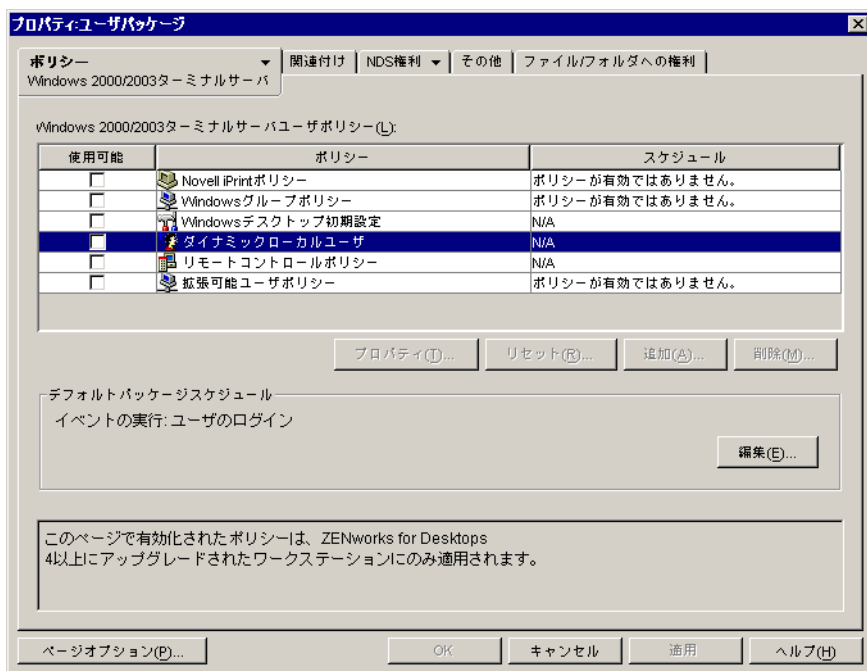 プロパティ:ユーザパッケージ
ポリシー
Windows 2000/2003ターミナルサーバ
関連付け
NDS権利
その他
ファイル/フォルダへの権利
Windows 2000/2003ターミナルサーバユーザポリシー(L):
使用可能 ポリシー スケジュール
Novell iPrintポリシー ポリシーが有効ではありません。
Windowsグループポリシー ポリシーが有効ではありません。
Windowsデスクトップ初期設定 N/A
ダイナミックローカルユーザ N/A
リモートコントロールポリシー N/A
拡張可能ユーザポリシー ポリシーが有効ではありません。
プロパティ(T)... リセット(R)... 追加(A)... 削除(M)...
デフォルトパッケージスケジュール
イベントの実行: ユーザのログイン
編集(E)...
このページで有効化されたポリシーは、ZENworks for Desktops
4以上にアップグレードされたワークステーションにのみ適用されます。
ページオプション(P)... OK キャンセル 適用 ヘルプ(H)